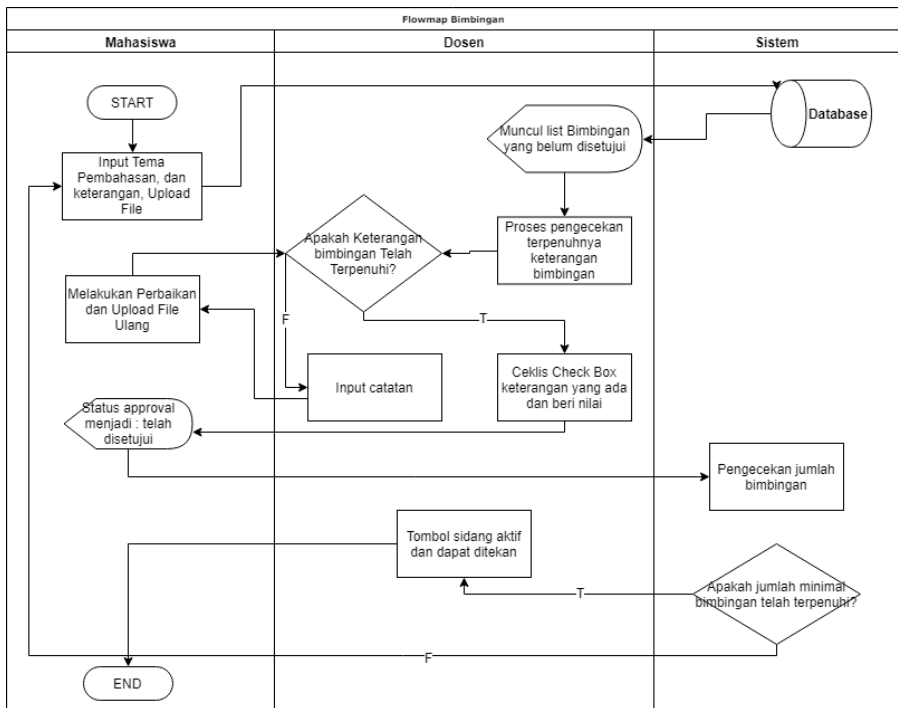 Flowmap Bimbingan
Mahasiswa
Dosen
Sistem
START
Database
Muncul list Bimbingan
yang belum disetujui
Input Tema
Pembahasan, dan
keterangan, Upload
File
Apakah Keterangan
bimbingan Telah
Terpenuhi?
Proses pengecekan
terpenuhnya
keterangan
bimbingan
Melakukan Perbaikan
dan Upload File
Ulang
F
T
Input catatan
Ceklis Check Box
keterangan yang ada
dan beri nilai
Status approval
menjadi : telah
disetujui
Pengecekan jumlah
bimbingan
Tombol sidang aktif
dan dapat ditekan
T
Apakah jumlah minimal
bimbingan telah terpenuhi?
F
END